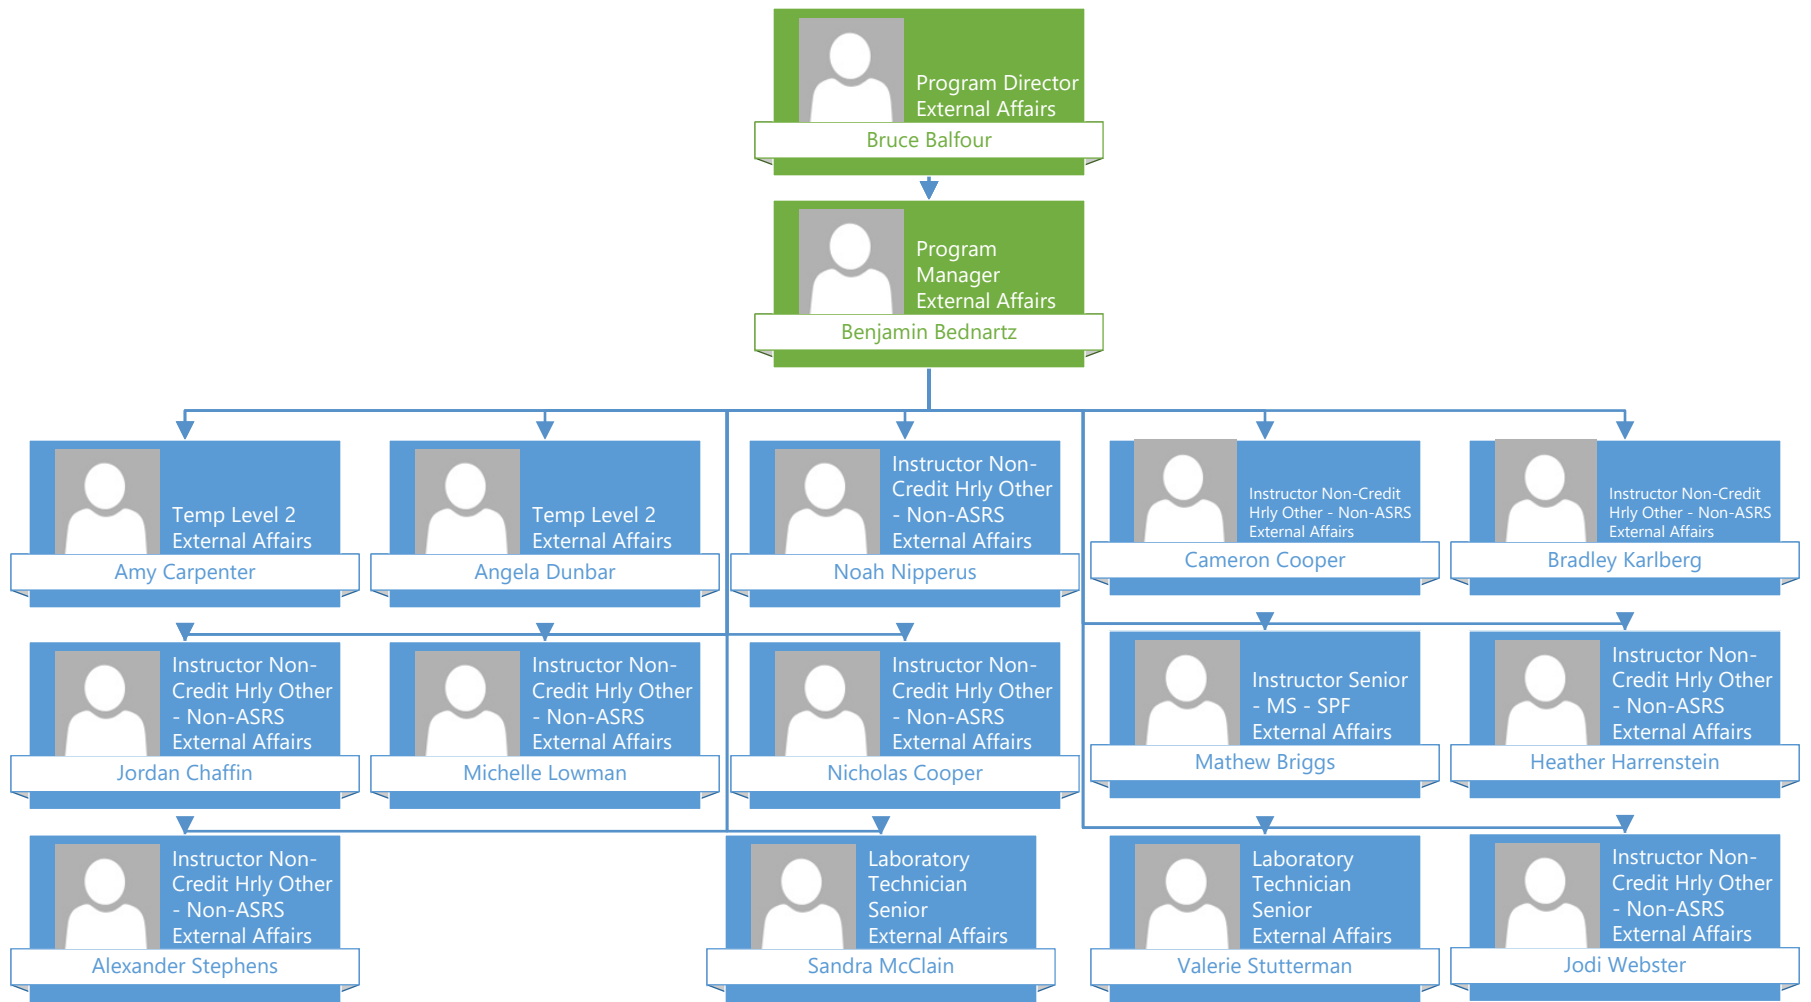 Program Director
External Affairs
Bruce Balfour
Program
Manager
External Affairs
Benjamin Bednartz
Temp Level 2
External Affairs
Amy Carpenter
Temp Level 2
External Affairs
Angela Dunbar
Instructor Non-
Credit Hrly Other
- Non-ASRS
External Affairs
Noah Nipperus
Instructor Non-Credit
Hrly Other - Non-ASRS
External Affairs
Cameron Cooper
Instructor Non-Credit
Hrly Other - Non-ASRS
External Affairs
Bradley Karlberg
Instructor Non-
Credit Hrly Other
- Non-ASRS
External Affairs
Jordan Chaffin
Instructor Non-
Credit Hrly Other
- Non-ASRS
External Affairs
Michelle Lowman
Instructor Non-
Credit Hrly Other
- Non-ASRS
External Affairs
Nicholas Cooper
Instructor Senior
- MS - SPF
External Affairs
Mathew Briggs
Instructor Non-
Credit Hrly Other
- Non-ASRS
External Affairs
Heather Harrenstein
Instructor Non-
Credit Hrly Other
- Non-ASRS
External Affairs
Alexander Stephens
Laboratory
Technician
Senior
External Affairs
Sandra McClain
Laboratory
Technician
Senior
External Affairs
Valerie Stutterman
Instructor Non-
Credit Hrly Other
- Non-ASRS
External Affairs
Jodi Webster